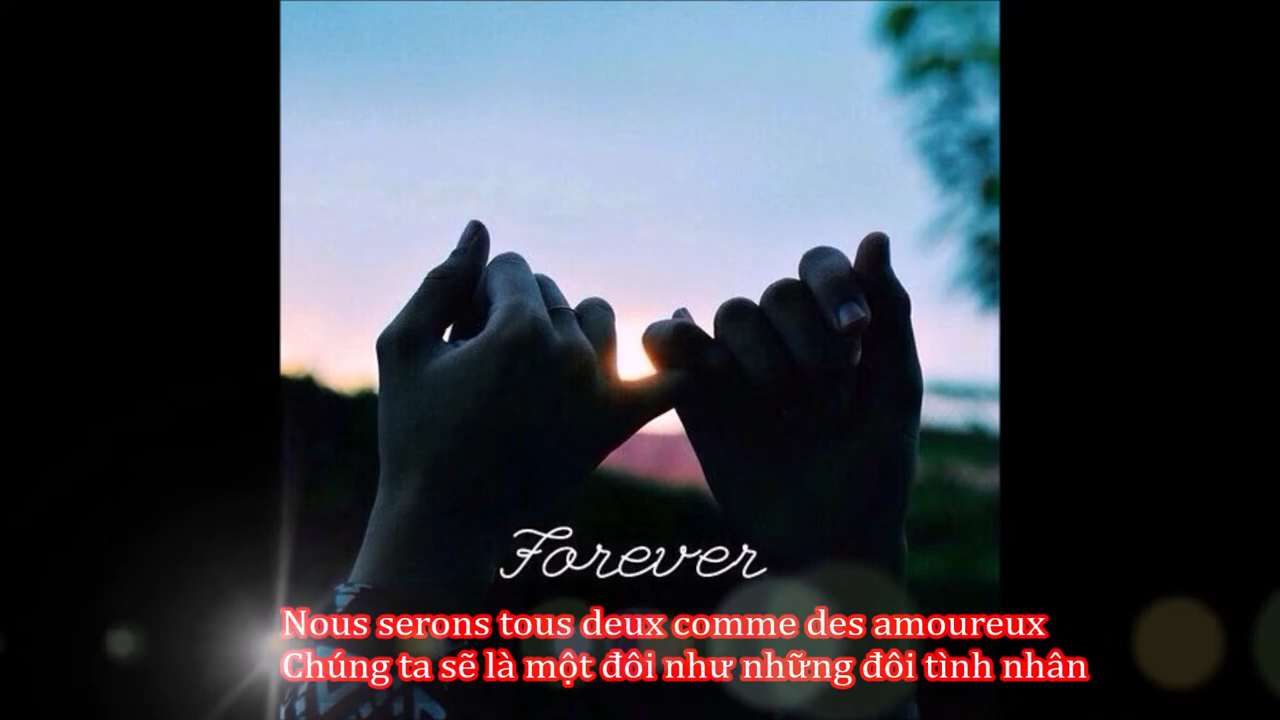 Forever
Nous serons tous deux comme des amoureux
Chúng ta sẽ là một đôi như những đôi tình nhân